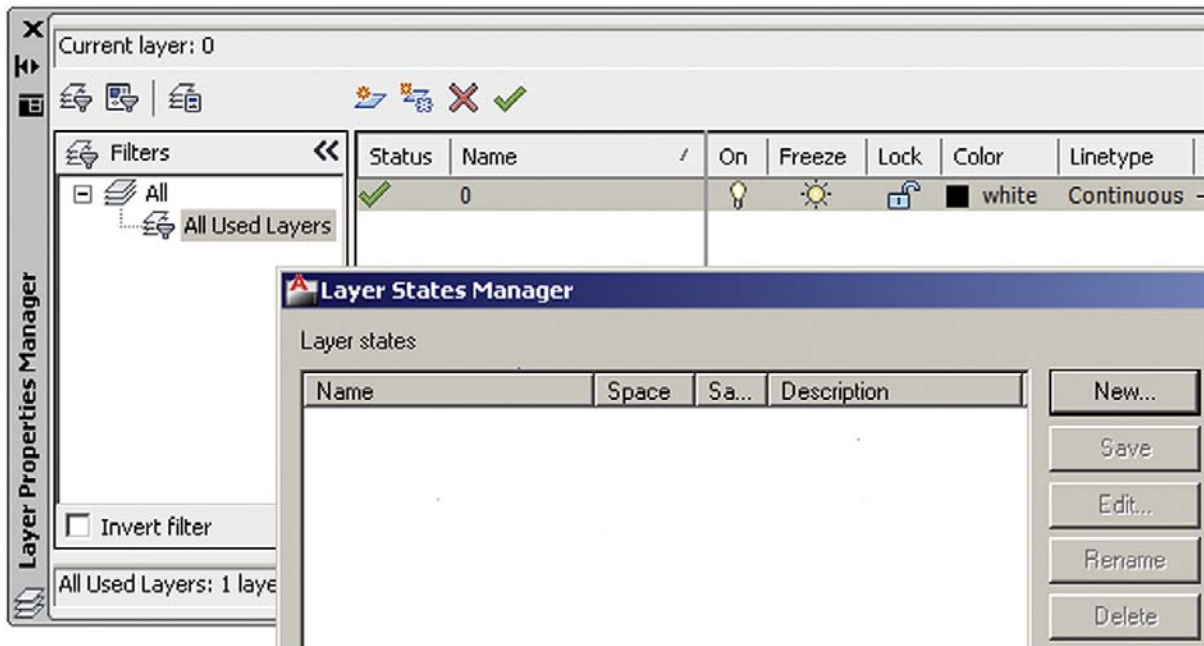 Current layer: 0
Filters
Status Name / On Freeze Lock Color Linetype
All
0 white Continuous
All Used Layers
Layer Properties Manager
Invert filter
All Used Layers: 1 laye
Layer States Manager
Layer states
Name Space Sa... Description
New...
Save
Edit...
Rename
Delete